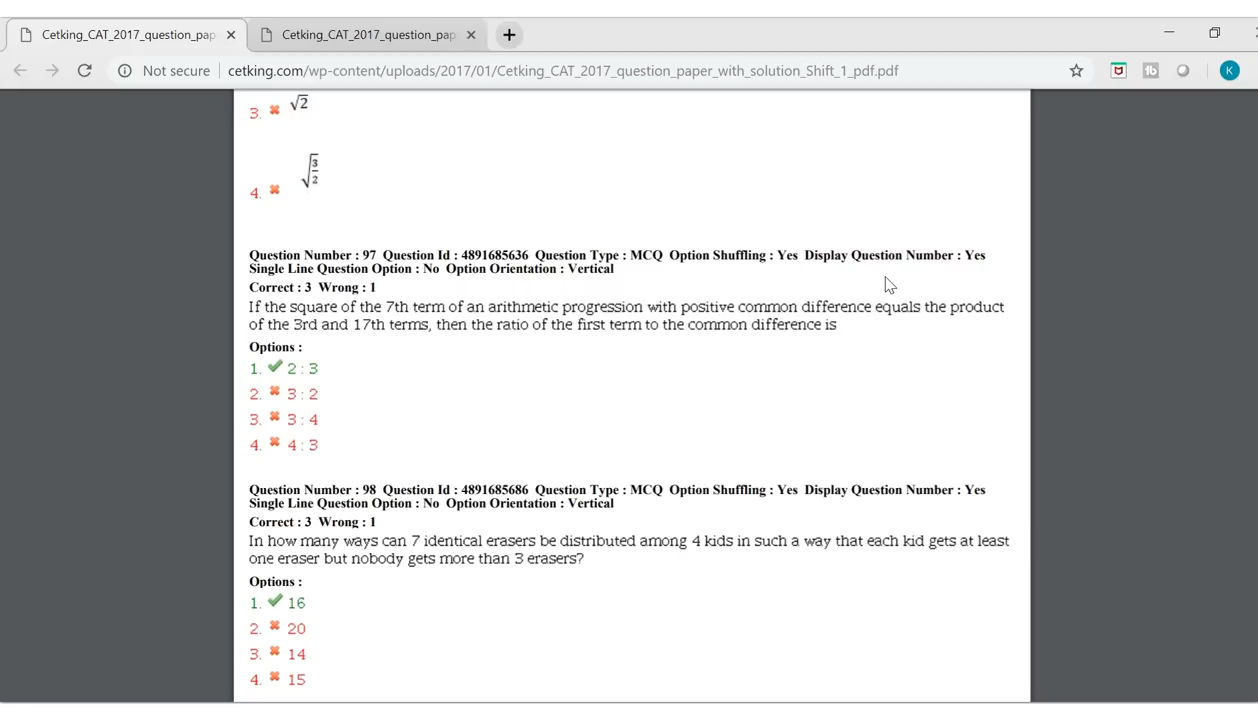 Cetking_CAT_2017_question_pap
Cetking_CAT_2017_question_pap
Not secure
cetking.com/wp-content/uploads/2017/01/Cetking_CAT_2017_question_paper_with_solution_Shift_1_pdf.pdf
K
3. √2
4. √3/2
Question Number : 97 Question Id : 4891685636 Question Type : MCQ Option Shuffling : Yes Display Question Number : Yes
Single Line Question Option : No Option Orientation : Vertical
Correct : 3 Wrong : 1
If the square of the 7th term of an arithmetic progression with positive common difference equals the product
of the 3rd and 17th terms, then the ratio of the first term to the common difference is
Options :
1. 2 : 3
2. 3 : 2
3. 3 : 4
4. 4 : 3
Question Number : 98 Question Id : 4891685686 Question Type : MCQ Option Shuffling : Yes Display Question Number : Yes
Single Line Question Option : No Option Orientation : Vertical
Correct : 3 Wrong : 1
In how many ways can 7 identical erasers be distributed among 4 kids in such a way that each kid gets at least
one eraser but nobody gets more than 3 erasers?
Options :
1. 16
2. 20
3. 14
4. 15